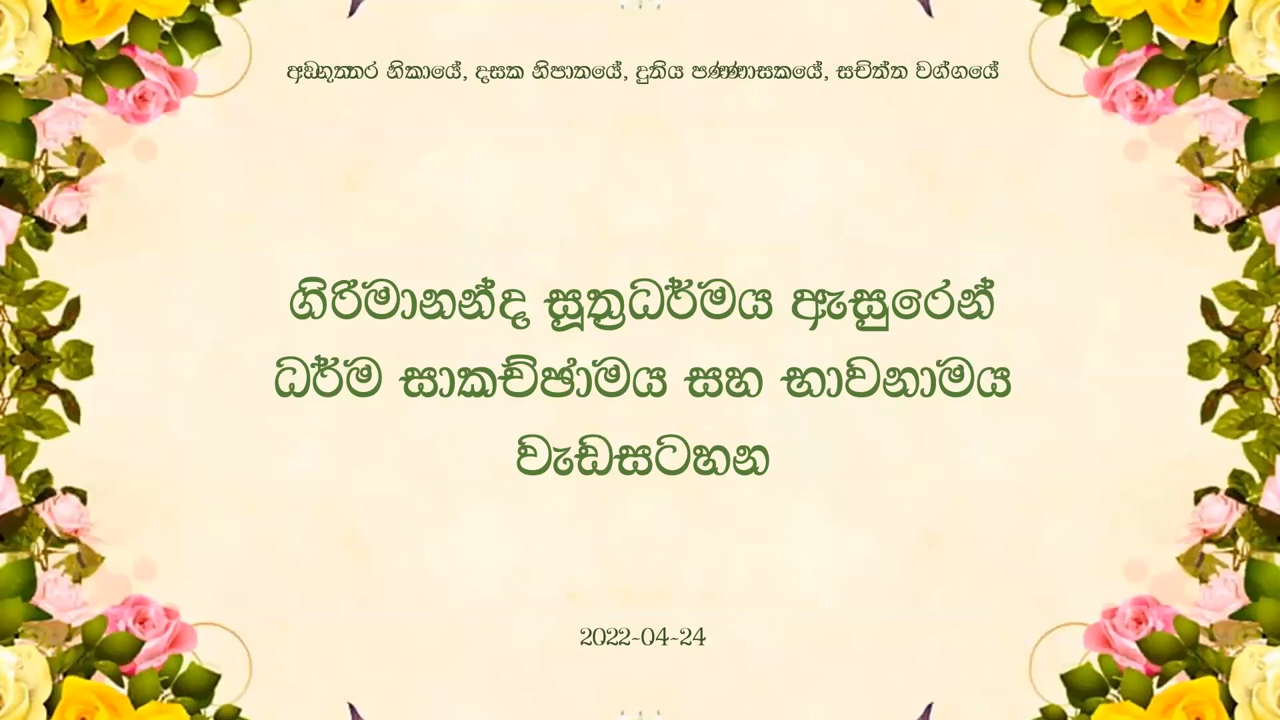 අඞ්ගුත්තර නිකායේ, දසක නිපාතයේ, දුතිය පණ්ණාසකයේ, සචිත්ත වග්ගයේ
ගිරිමානන්ද සූත්‍රධර්මය ඇසුරෙන්
ධර්ම සාකච්ඡාමය සහ භාවනාමය
වැඩසටහන
2022-04-24